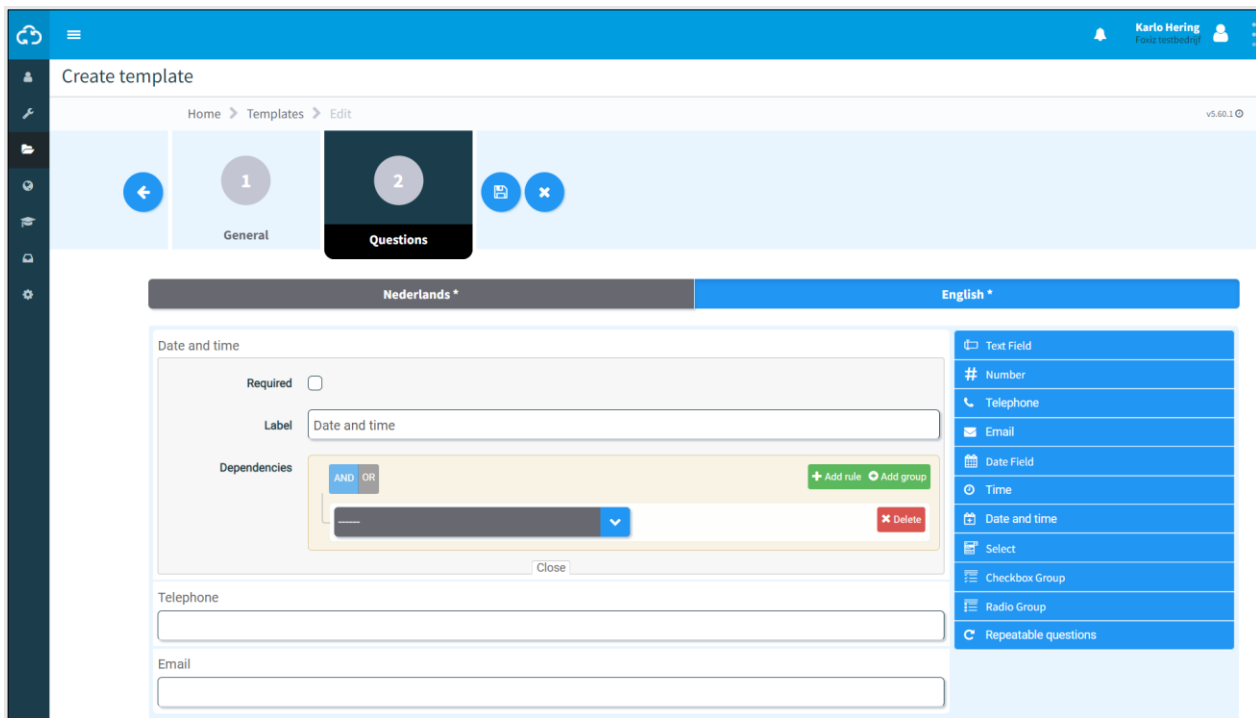 Karlo Hering
Foviz testbedrijf
Create template
Home Templates Edit
v5.60.1
1
General
2
Questions
Nederlands *
English *
Date and time
Required
Label
Date and time
Dependencies
AND OR
Add rule Add group
------
Delete
Close
Telephone
Email
Text Field
# Number
Telephone
Email
Date Field
Time
Date and time
Select
Checkbox Group
Radio Group
Repeatable questions